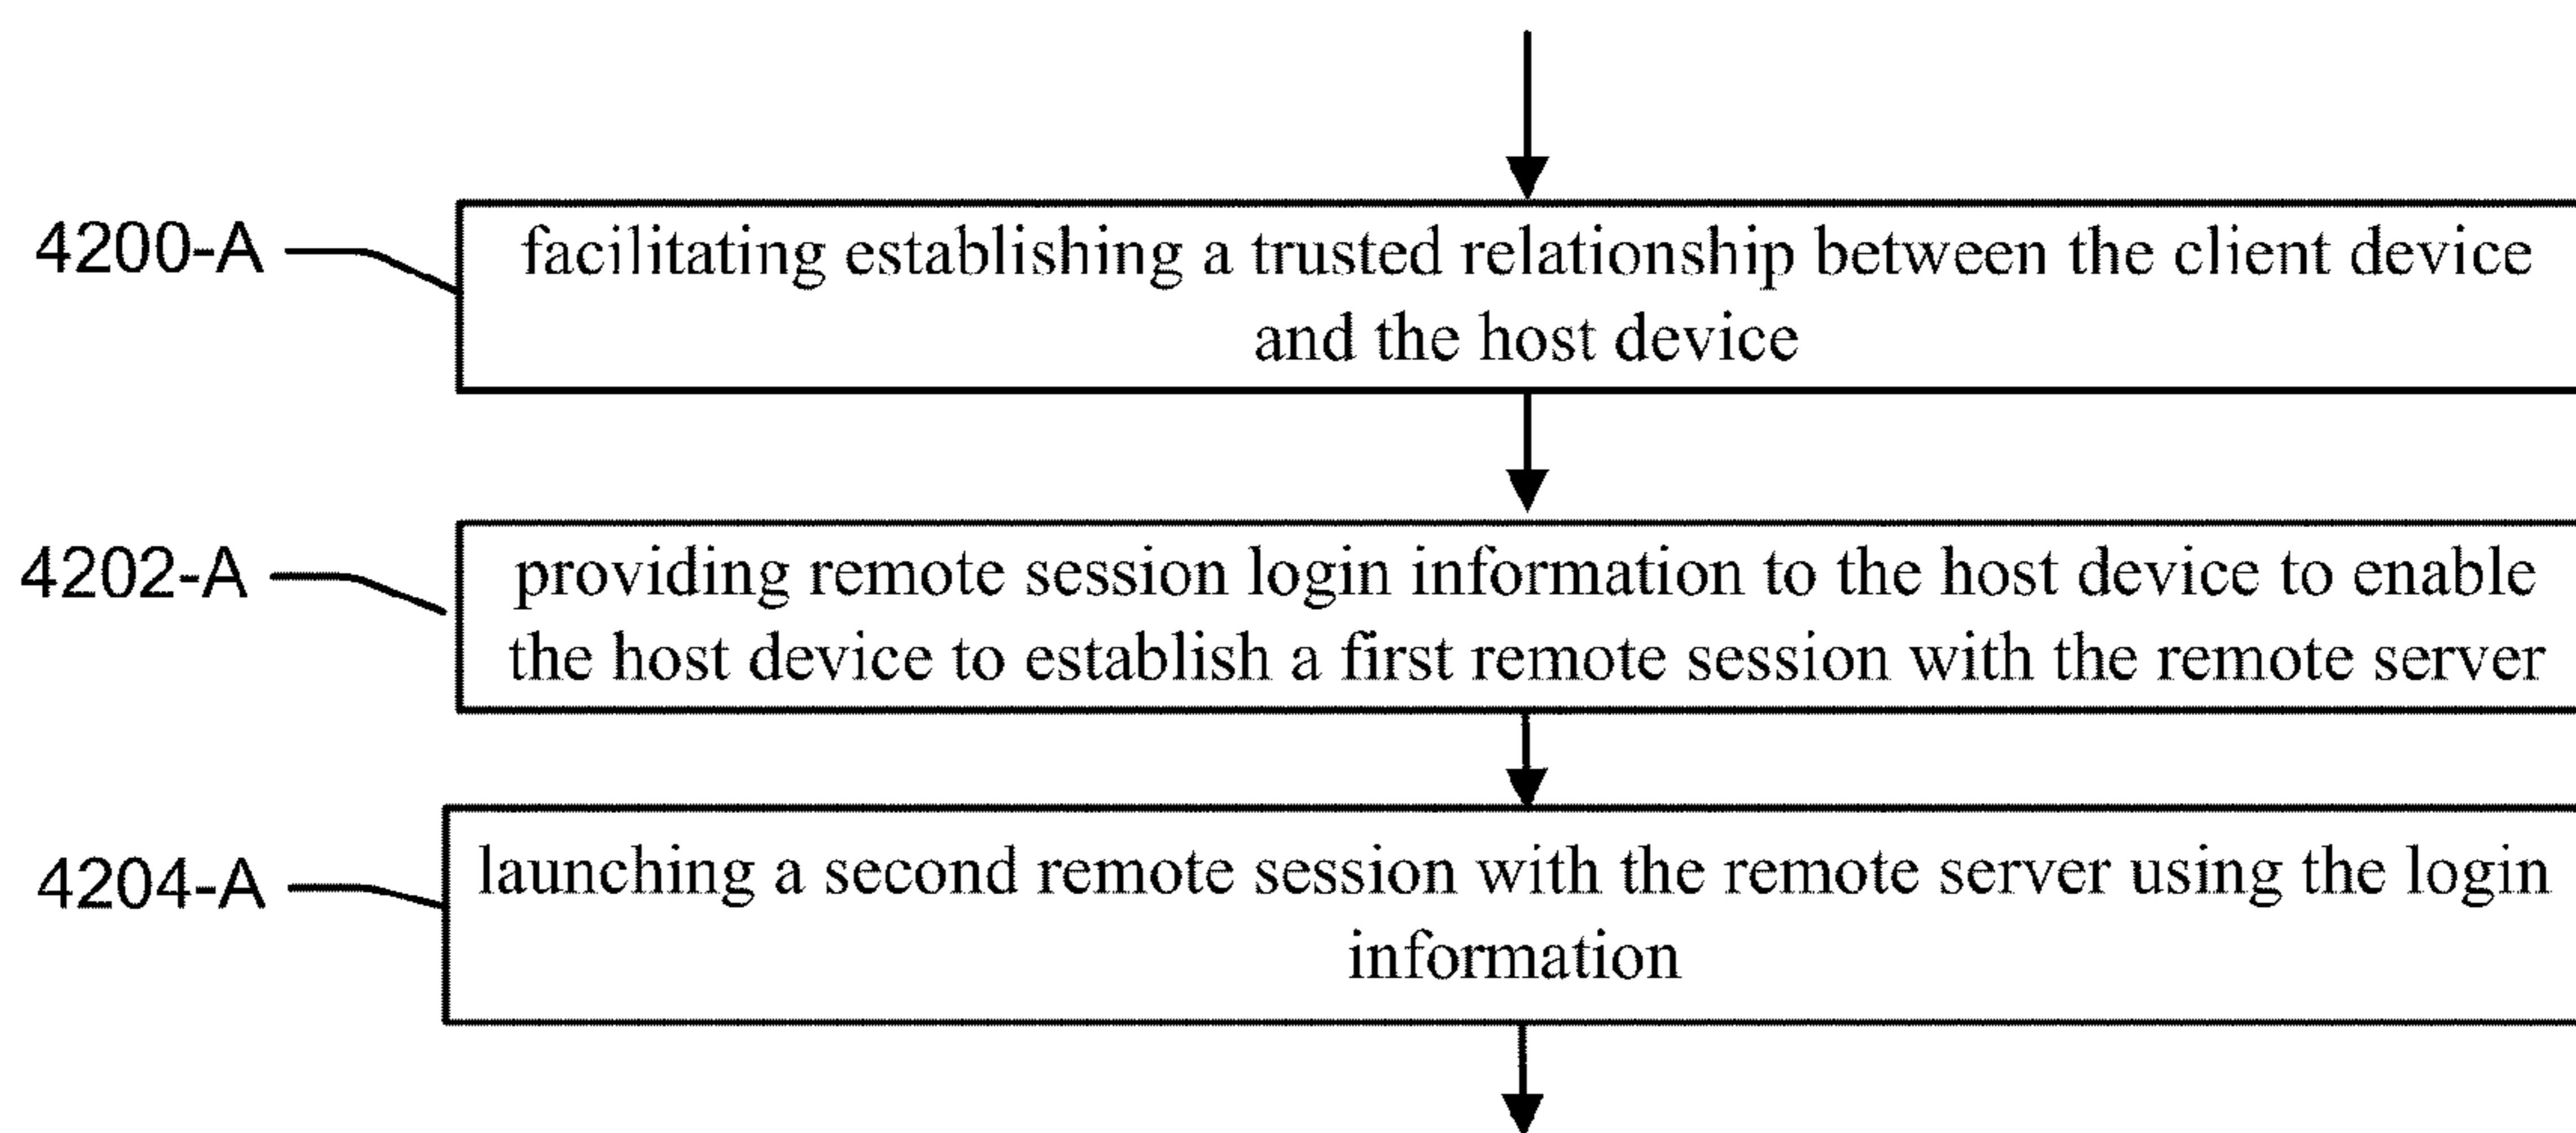 4200-A
facilitating establishing a trusted relationship between the client device
and the host device
4202-A
providing remote session login information to the host device to enable
the host device to establish a first remote session with the remote server
4204-A
launching a second remote session with the remote server using the login
information